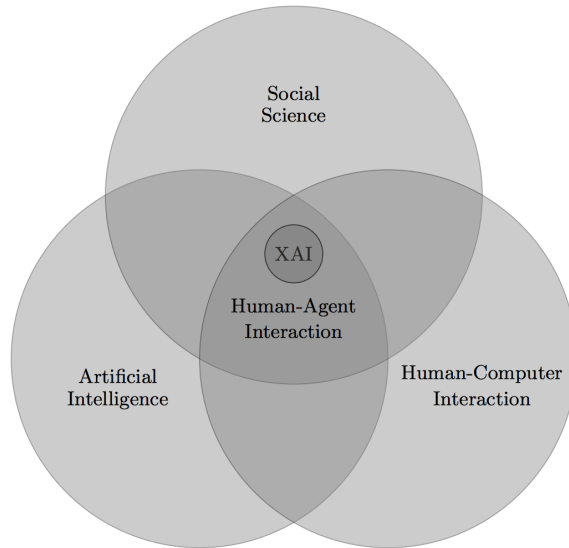 Social
Science
XAI
Human-Agent
Interaction
Artificial
Intelligence
Human-Computer
Interaction